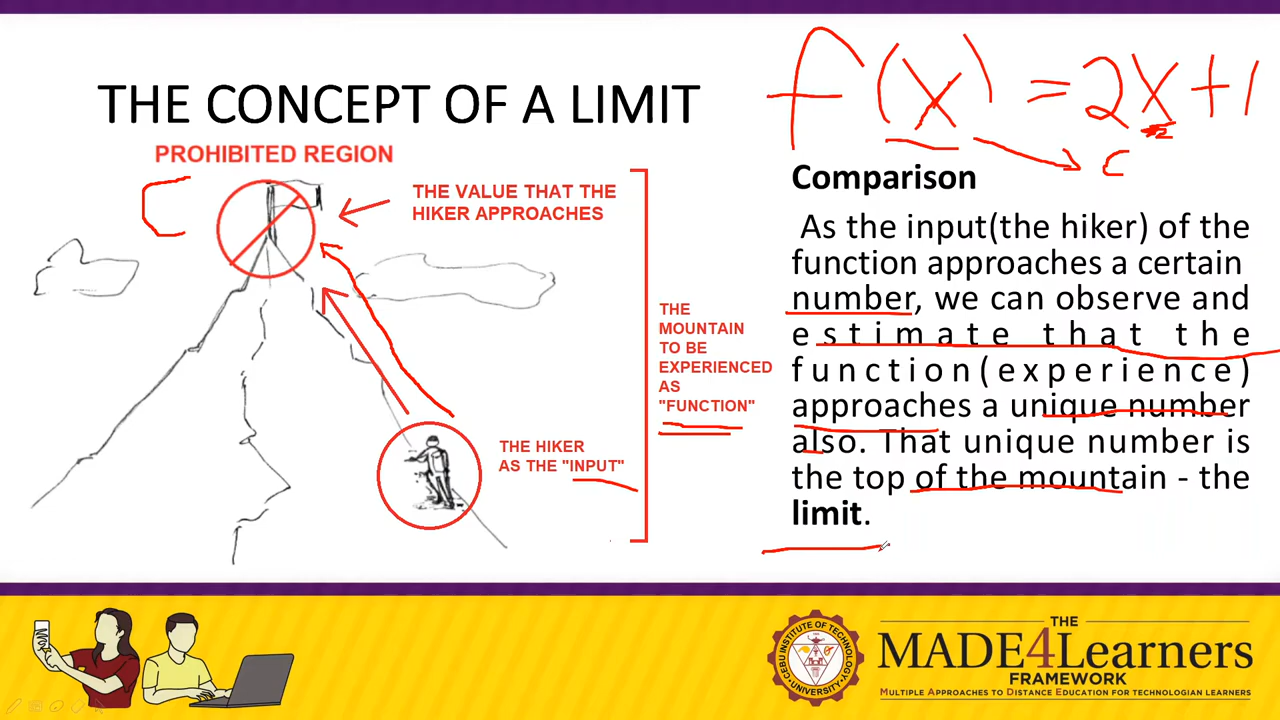 THE CONCEPT OF A LIMIT
PROHIBITED REGION
C
THE VALUE THAT THE
HIKER APPROACHES
THE
MOUNTAIN
TO BE
EXPERIENCED
AS
"FUNCTION"
THE HIKER
AS THE "INPUT"
f(x) = 2x+1
c
Comparison
As the input(the hiker) of the
function approaches a certain
number, we can observe and
estimate that the
function(experience)
approaches a unique number
also. That unique number is
the top of the mountain - the
limit.
CEBU INSTITUTE OF TECHNOLOGY
UNIVERSITY
THE
MADE4Learners
FRAMEWORK
MULTIPLE APPROACHES TO DISTANCE EDUCATION FOR TECHNOLOGIAN LEARNERS